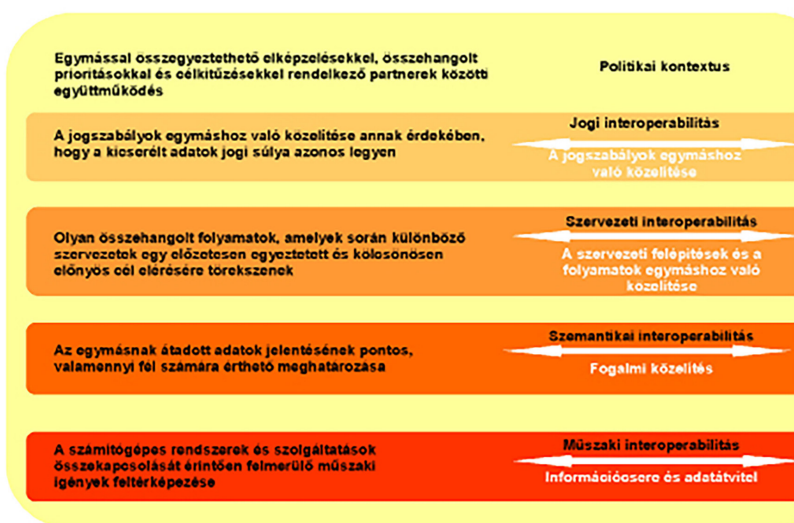 Egymással összegyeztethető elképzelésekkel, összehangolt
prioritásokkal és célkitűzésekkel rendelkező partnerek közötti
együttműködés
Politikai kontextus
A jogszabályok egymáshoz való közelítése annak érdekében,
hogy a kicserélt adatok jogi súlya azonos legyen
Jogi interoperabilitás
A jogszabályok egymáshoz
való közelítése
Olyan összehangolt folyamatok, amelyek során különböző
szervezetek egy előzetesen egyeztetett és kölcsönösen
előnyös cél elérésére törekszenek
Szervezeti interoperabilitás
A szervezeti felépítések és a
folyamatok egymáshoz való
közelítése
Az egymásnak átadott adatok jelentésének pontos,
valamennyi fél számára érthető meghatározása
Szemantikai interoperabilitás
Fogalmi közelítés
A számítógépes rendszerek és szolgáltatások
összekapcsolását érintően felmerülő műszaki
igények feltérképezése
Műszaki interoperabilitás
Információcsere és adatátvitel